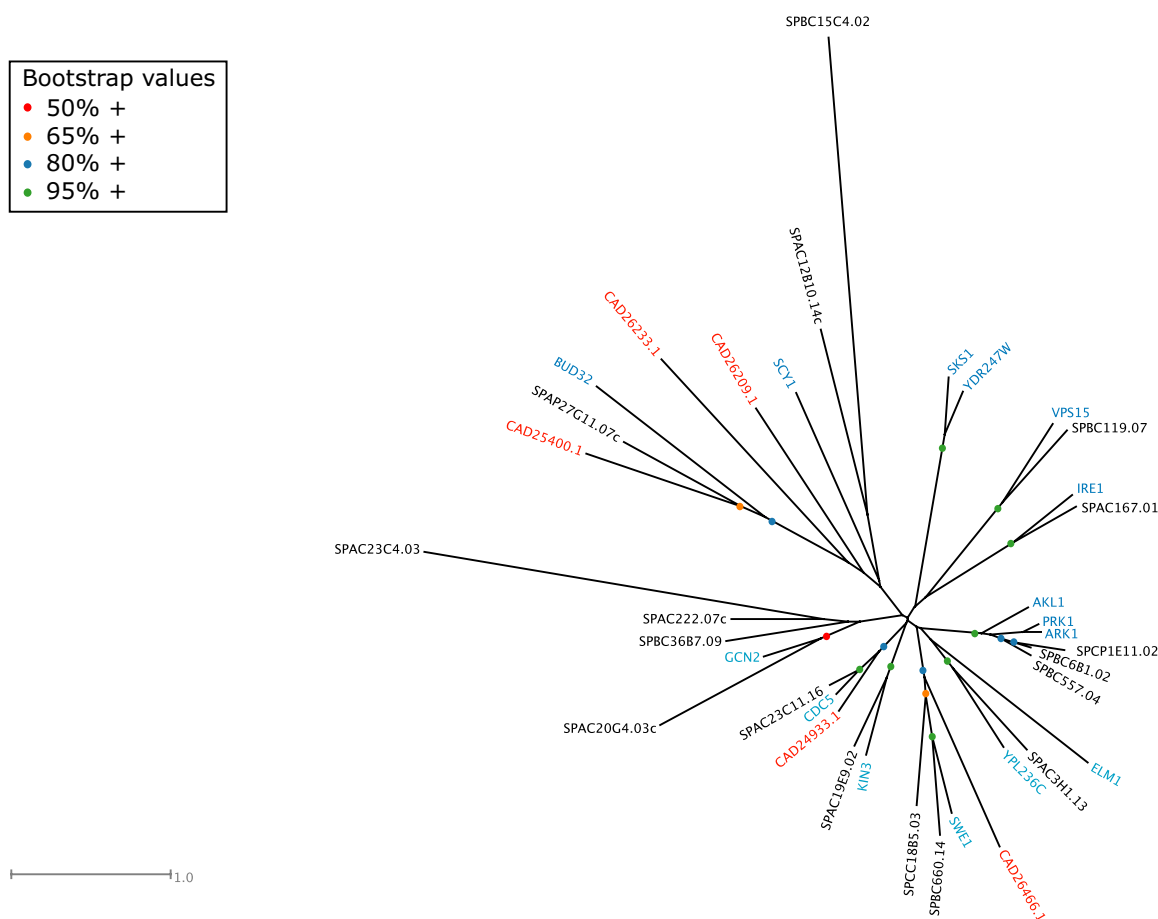 SPBC15C4.02
Bootstrap values
50% +
65% +
80% +
95% +
SPAC12B10.14c
CAD26233.1
CAD26209.1
SCY1
SKS1
YDR247W
BUD32
SPAP27G11.07c
CAD25400.1
VPS15
SPBC119.07
IRE1
SPAC167.01
SPAC23C4.03
AKL1
PRK1
ARK1
SPCP1E11.02
SPBC6B1.02
SPBC557.04
SPAC222.07c
SPBC36B7.09
GCN2
SPAC20G4.03c
SPAC23C11.16
CDC5
CAD24933.1
SPAC19E9.02
KIN3
SPCC18B5.03
SPBC660.14
SWE1
CAD26466.1
YPL236C
SPAC3H1.13
ELM1
1.0